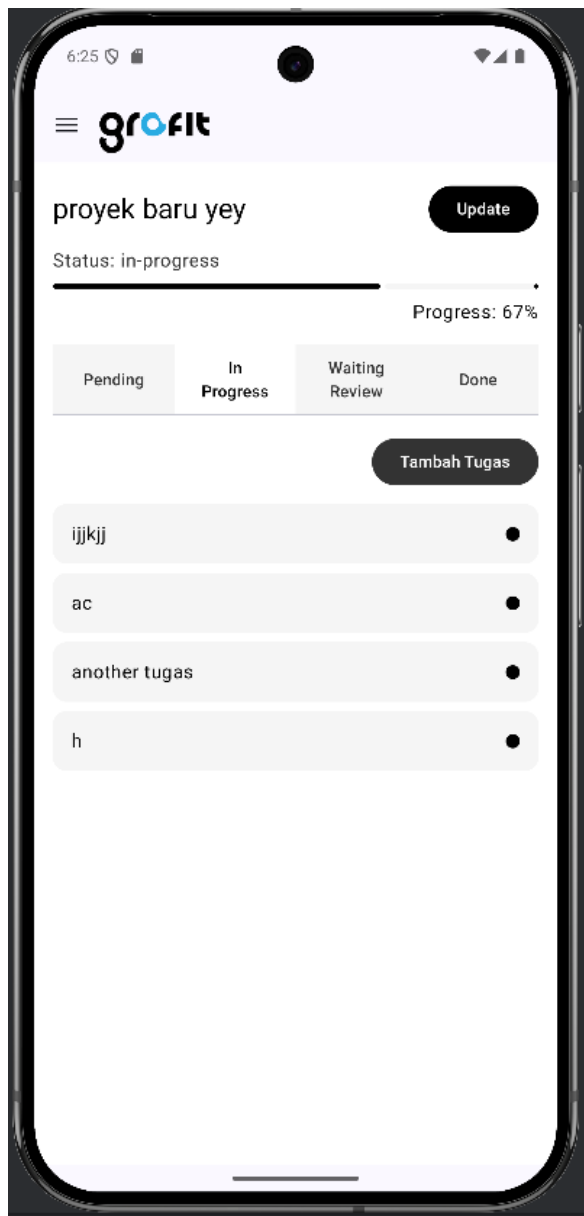 6:25
grofit
proyek baru yey
Update
Status: in-progress
Progress: 67%
Pending
In
Progress
Waiting
Review
Done
Tambah Tugas
ijjkjj
ac
another tugas
h